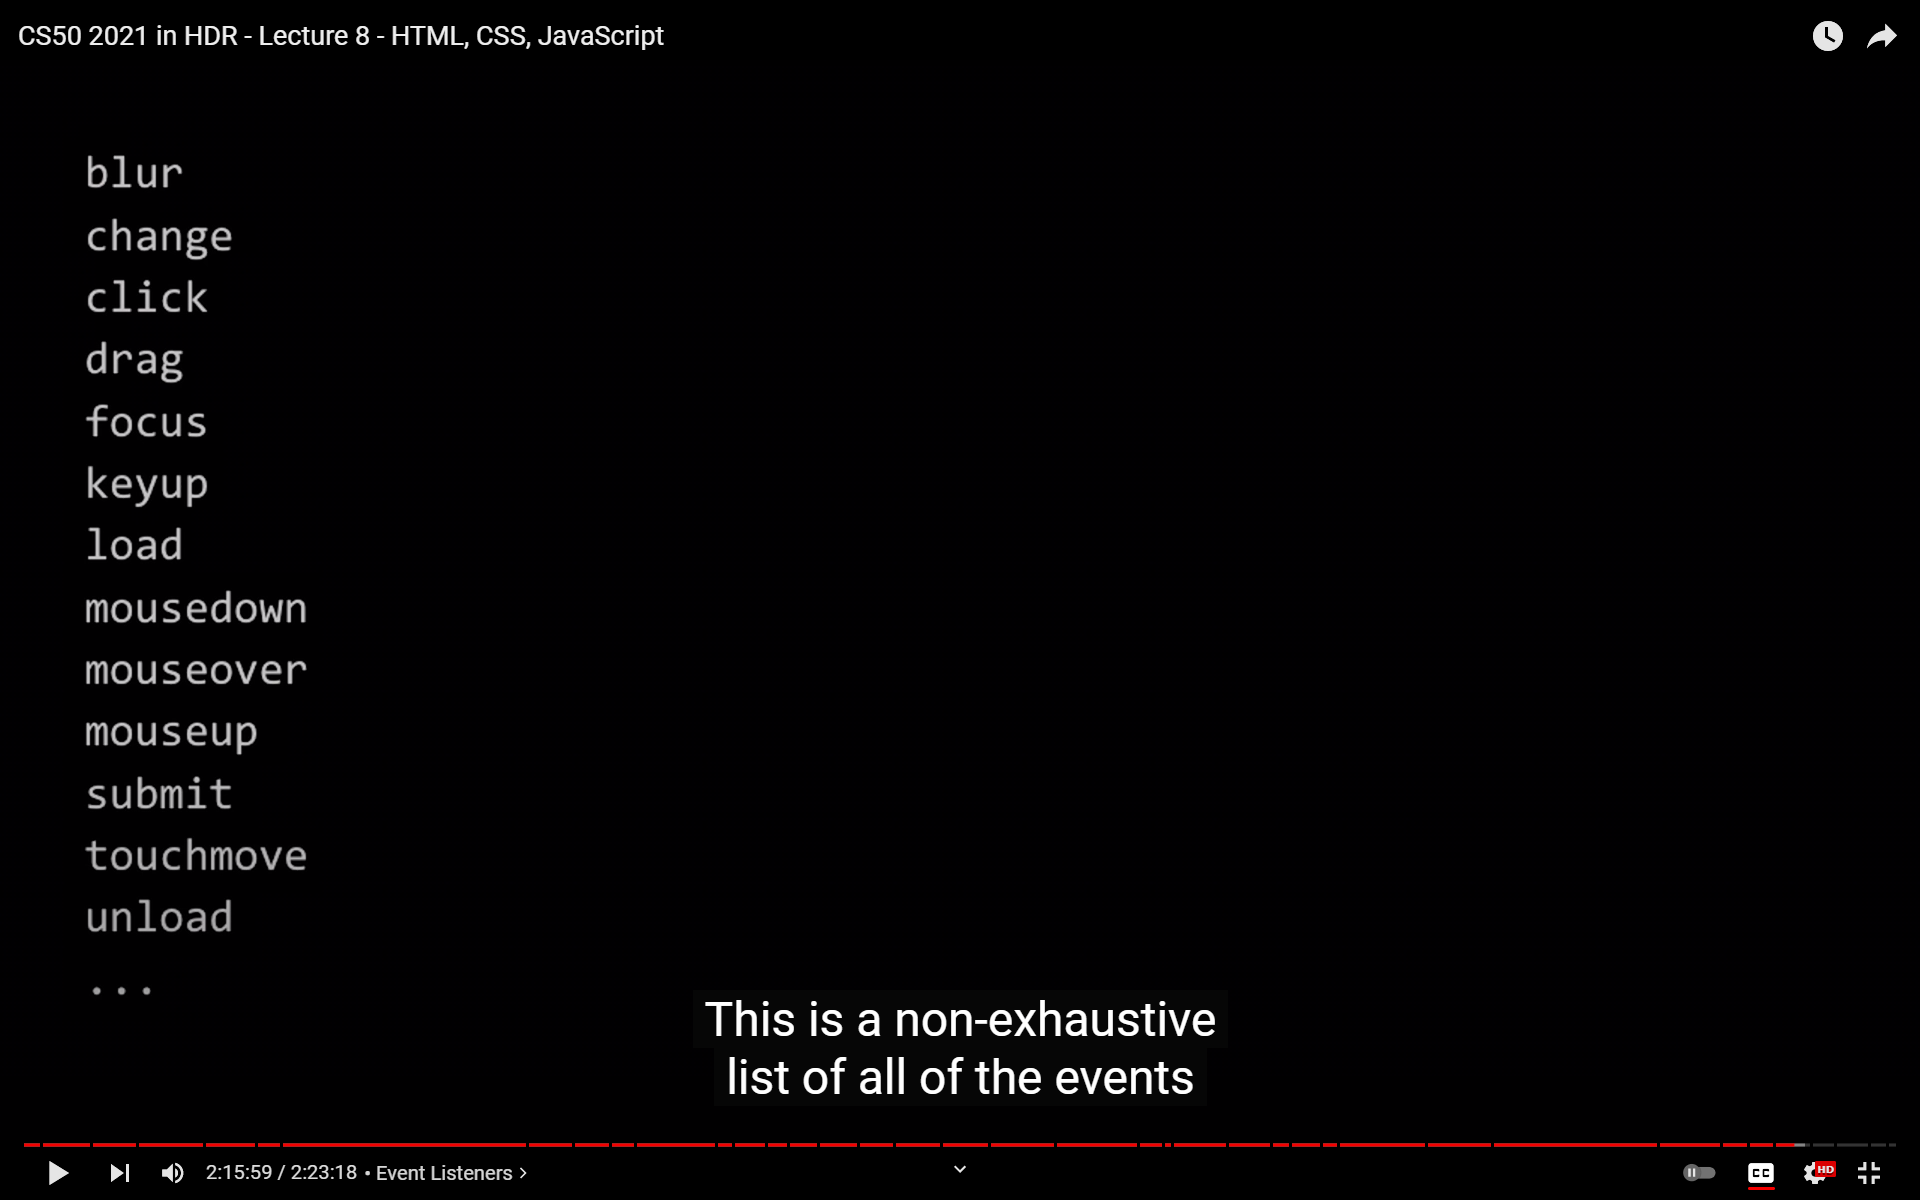 CS50 2021 in HDR - Lecture 8 - HTML, CSS, JavaScript
blur
change
click
drag
focus
keyup
load
mousedown
mouseover
mouseup
submit
touchmove
unload
...
This is a non-exhaustive
list of all of the events
2:15:59 / 2:23:18 • Event Listeners ›
CC
HD